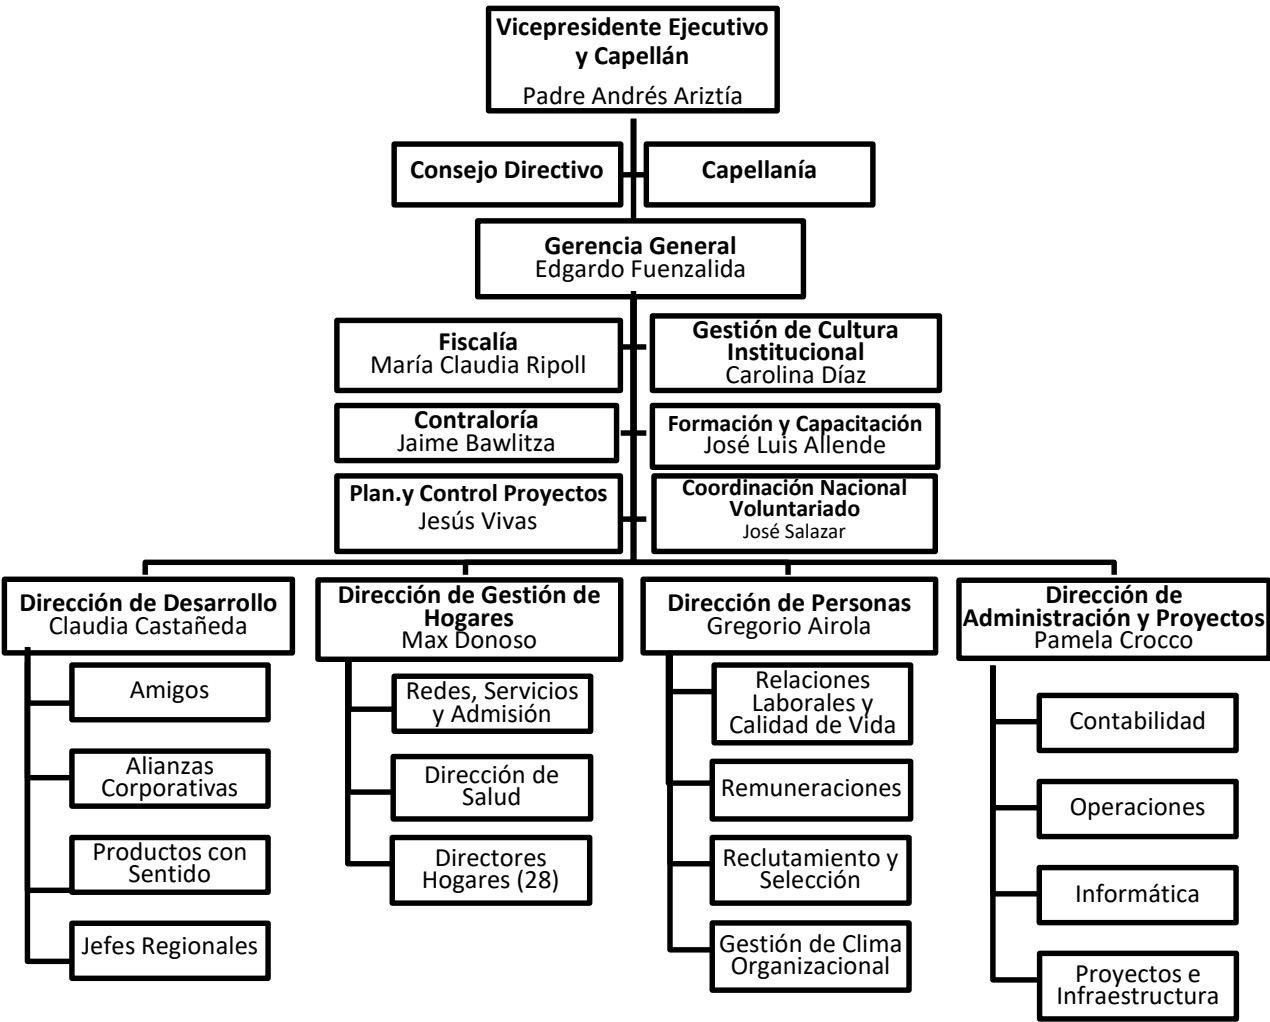 Vicepresidente Ejecutivo
y Capellán
Padre Andrés Ariztía
Consejo Directivo
Capellanía
Gerencia General
Edgardo Fuenzalida
Fiscalía
María Claudia Ripoll
Gestión de Cultura
Institucional
Carolina Díaz
Contraloría
Jaime Bawlitza
Formación y Capacitación
José Luis Allende
Plan.y Control Proyectos
Jesús Vivas
Coordinación Nacional
Voluntariado
José Salazar
Dirección de Desarrollo
Claudia Castañeda
Amigos
Alianzas
Corporativas
Productos con
Sentido
Jefes Regionales
Dirección de Gestión de
Hogares
Max Donoso
Redes, Servicios
y Admisión
Dirección de
Salud
Directores
Hogares (28)
Dirección de Personas
Gregorio Airola
Relaciones
Laborales y
Calidad de Vida
Remuneraciones
Reclutamiento y
Selección
Gestión de Clima
Organizacional
Dirección de
Administración y Proyectos
Pamela Crocco
Contabilidad
Operaciones
Informática
Proyectos e
Infraestructura